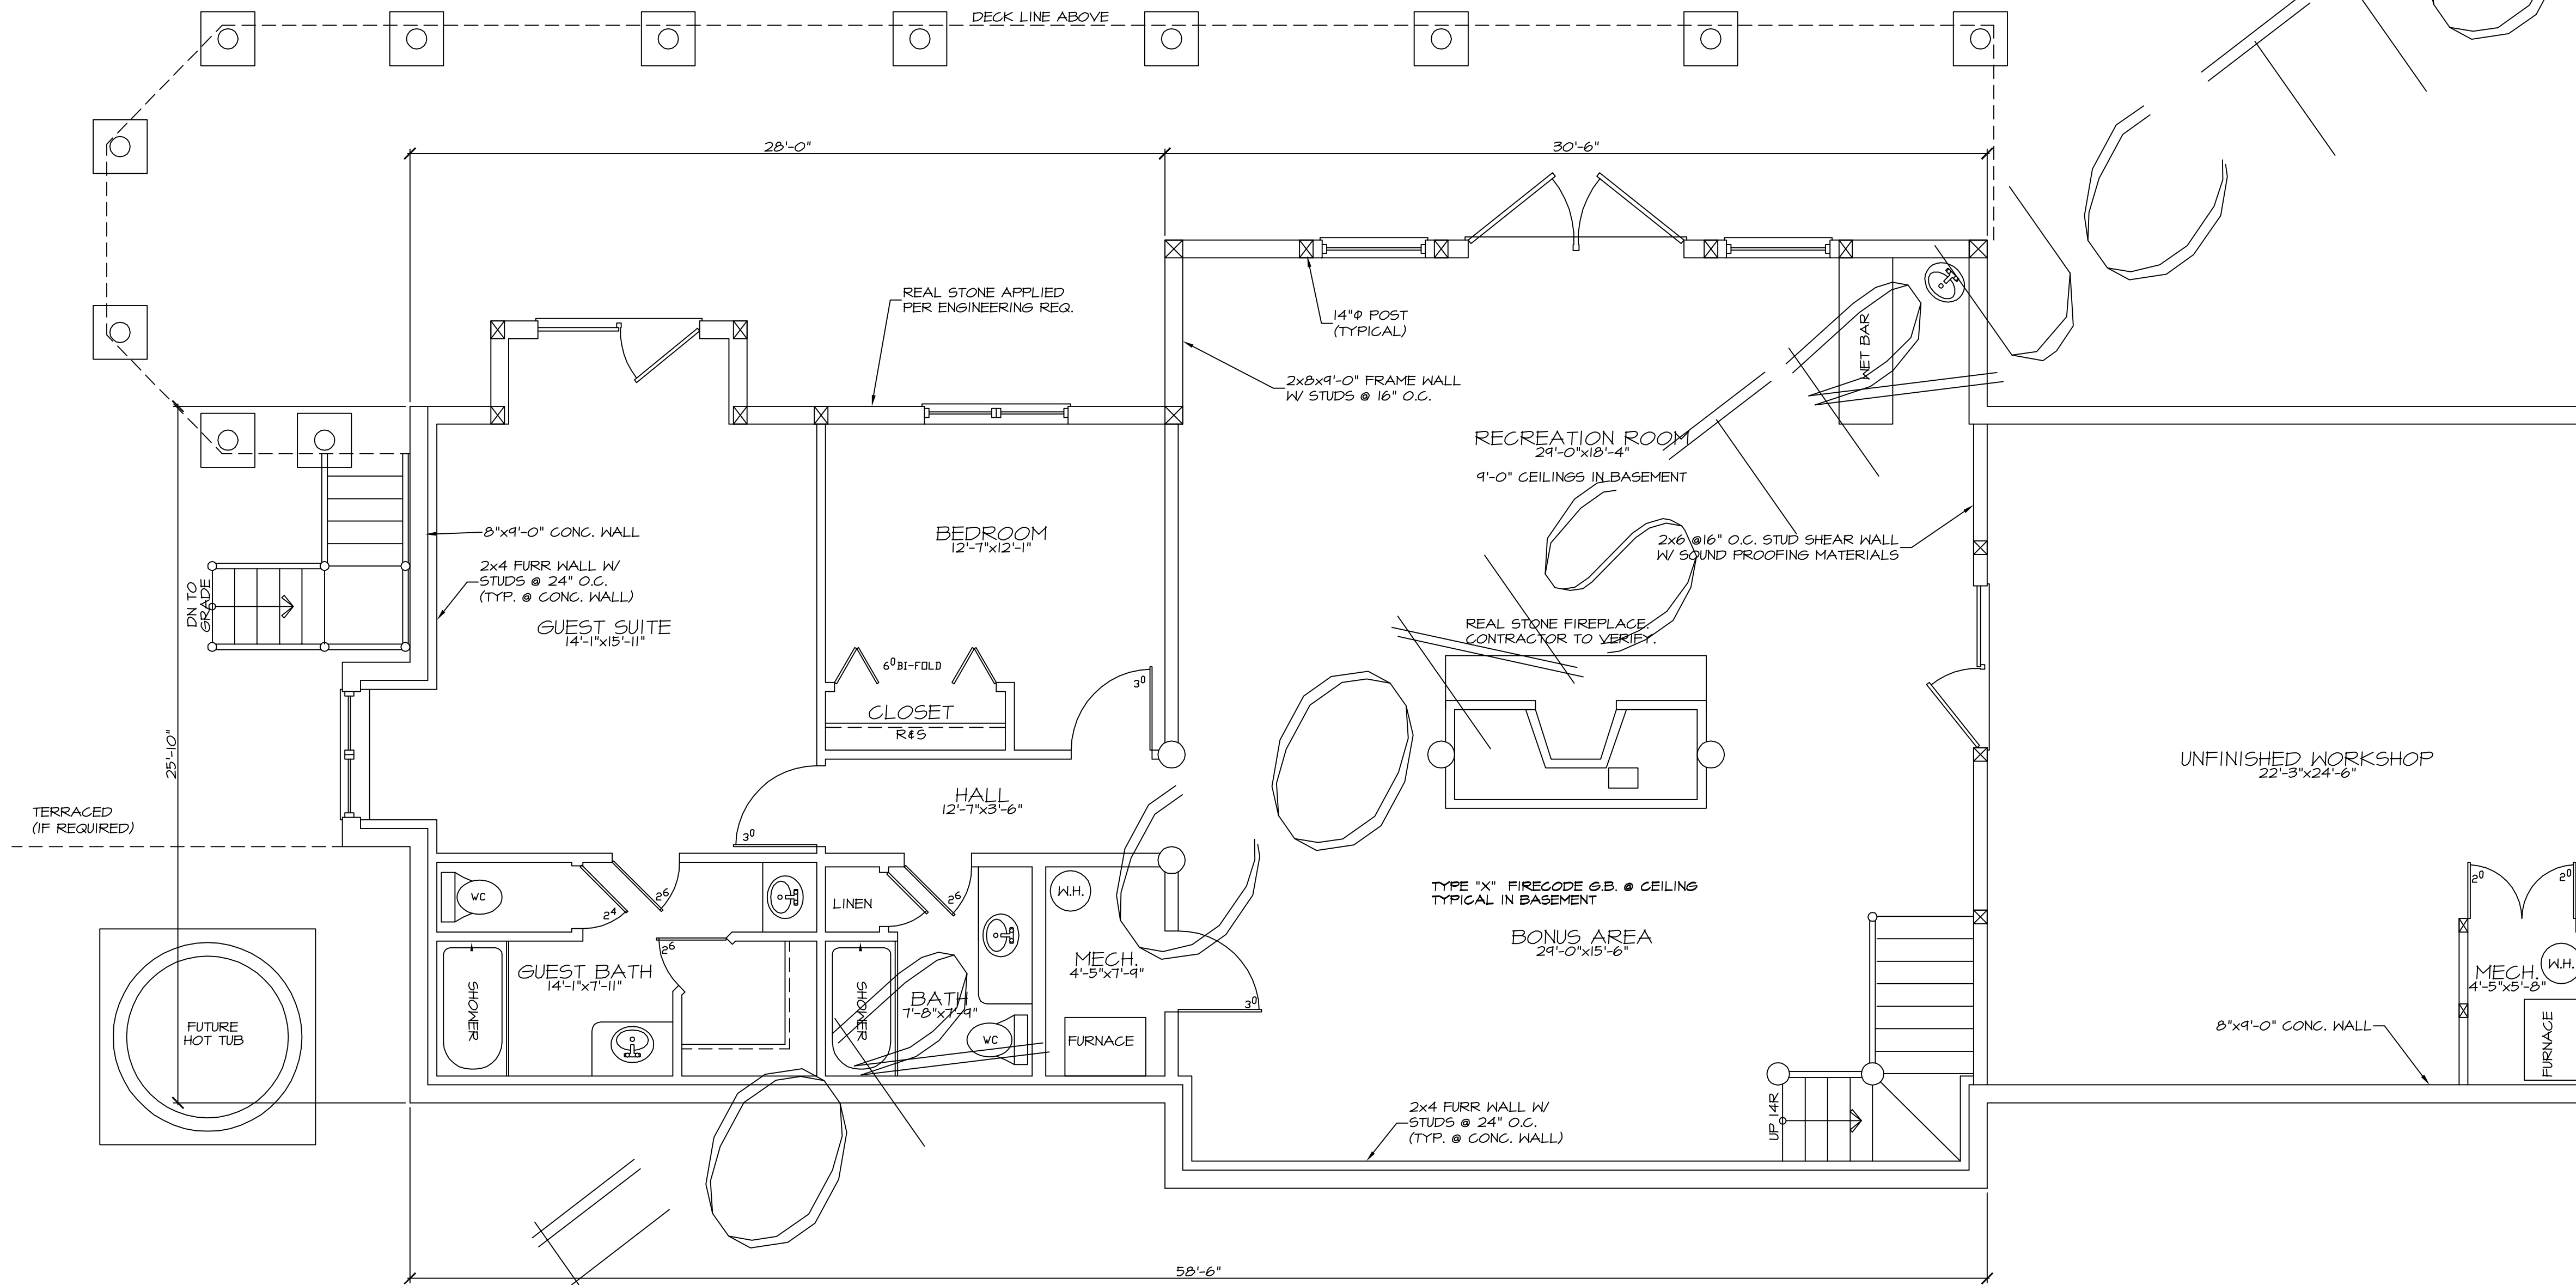 DECK LINE ABOVE
28'-0"
30'-6"
REAL STONE APPLIED
PER ENGINEERING REQ.
14"Φ POST
(TYPICAL)
2x8x9'-0" FRAME WALL
W/ STUDS @ 16" O.C.
WET BAR
RECREATION ROOM
29'-0"x18'-4"
9'-0" CEILINGS IN BASEMENT
8"x9'-0" CONC. WALL
2x4 FURR WALL W/
STUDS @ 24" O.C.
(TYP. @ CONC. WALL)
BEDROOM
12'-7"x12'-1"
2x6 @16" O.C. STUD SHEAR WALL
W/ SOUND PROOFING MATERIALS
DN TO
GRADE
GUEST SUITE
14'-1"x15'-11"
REAL STONE FIREPLACE.
CONTRACTOR TO VERIFY.
6⁰ BI-FOLD
3⁰
CLOSET
R&S
25'-10"
UNFINISHED WORKSHOP
22'-3"x24'-6"
HALL
12'-7"x3'-6"
TERRACED
(IF REQUIRED)
3⁰
WC
2⁴
2⁶
LINEN
2⁶
W.H.
TYPE "X" FIRECODE G.B. @ CEILING
TYPICAL IN BASEMENT
2⁰
2⁰
BONUS AREA
29'-0"x15'-6"
2⁶
GUEST BATH
14'-1"x7'-11"
MECH.
4'-5"x7'-9"
W.H.
MECH.
4'-5"x5'-8"
SHOWER
SHOWER
BATH
7'-8"x7'-9"
3⁰
FUTURE
HOT TUB
WC
FURNACE
8"x9'-0" CONC. WALL
FURNACE
UP 14R
2x4 FURR WALL W/
STUDS @ 24" O.C.
(TYP. @ CONC. WALL)
58'-6"